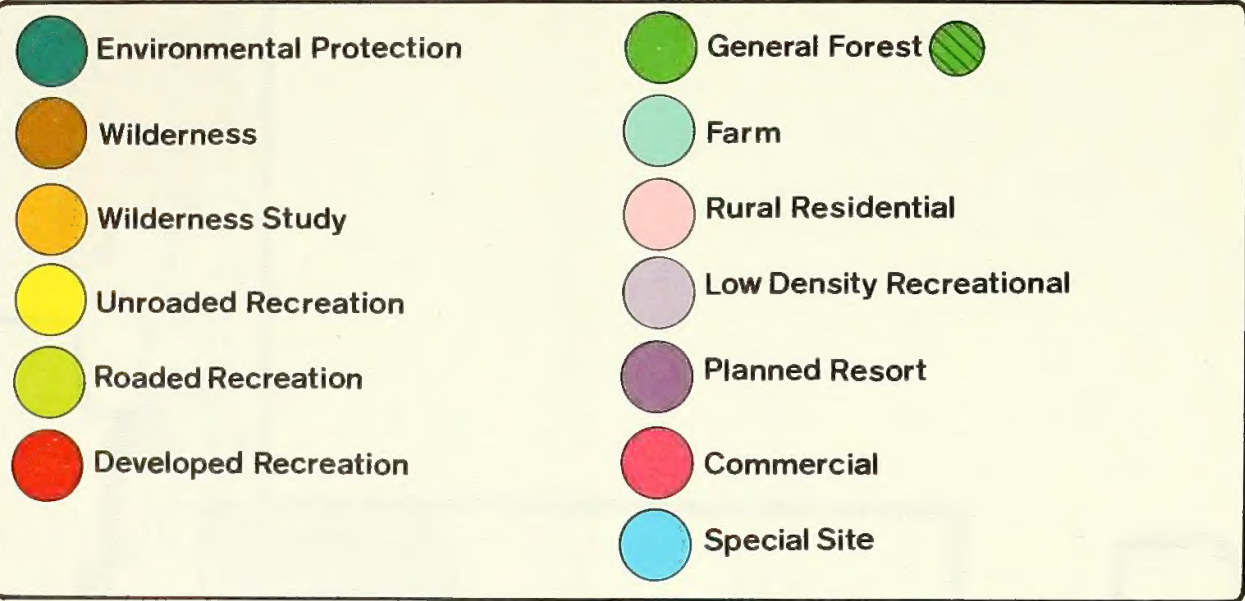 Environmental Protection
Wilderness
Wilderness Study
Unroaded Recreation
Roaded Recreation
Developed Recreation
General Forest
Farm
Rural Residential
Low Density Recreational
Planned Resort
Commercial
Special Site